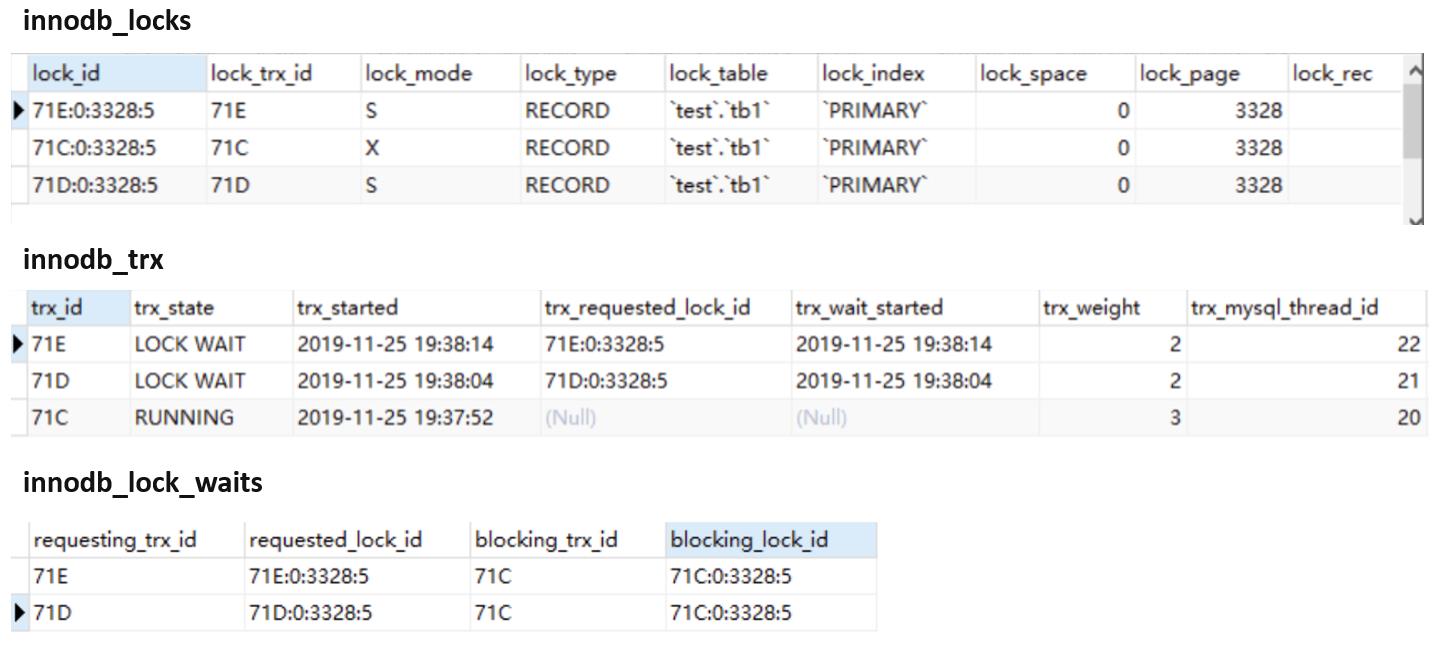 innodb_locks
lock_id lock_trx_id lock_mode lock_type lock_table lock_index lock_space lock_page lock_rec
71E:0:3328:5 71E S RECORD `test`.`tb1` `PRIMARY` 0 3328
71C:0:3328:5 71C X RECORD `test`.`tb1` `PRIMARY` 0 3328
71D:0:3328:5 71D S RECORD `test`.`tb1` `PRIMARY` 0 3328
innodb_trx
trx_id trx_state trx_started trx_requested_lock_id trx_wait_started trx_weight trx_mysql_thread_id
71E LOCK WAIT 2019-11-25 19:38:14 71E:0:3328:5 2019-11-25 19:38:14 2 22
71D LOCK WAIT 2019-11-25 19:38:04 71D:0:3328:5 2019-11-25 19:38:04 2 21
71C RUNNING 2019-11-25 19:37:52 (Null) (Null) 3 20
innodb_lock_waits
requesting_trx_id requested_lock_id blocking_trx_id blocking_lock_id
71E 71E:0:3328:5 71C 71C:0:3328:5
71D 71D:0:3328:5 71C 71C:0:3328:5